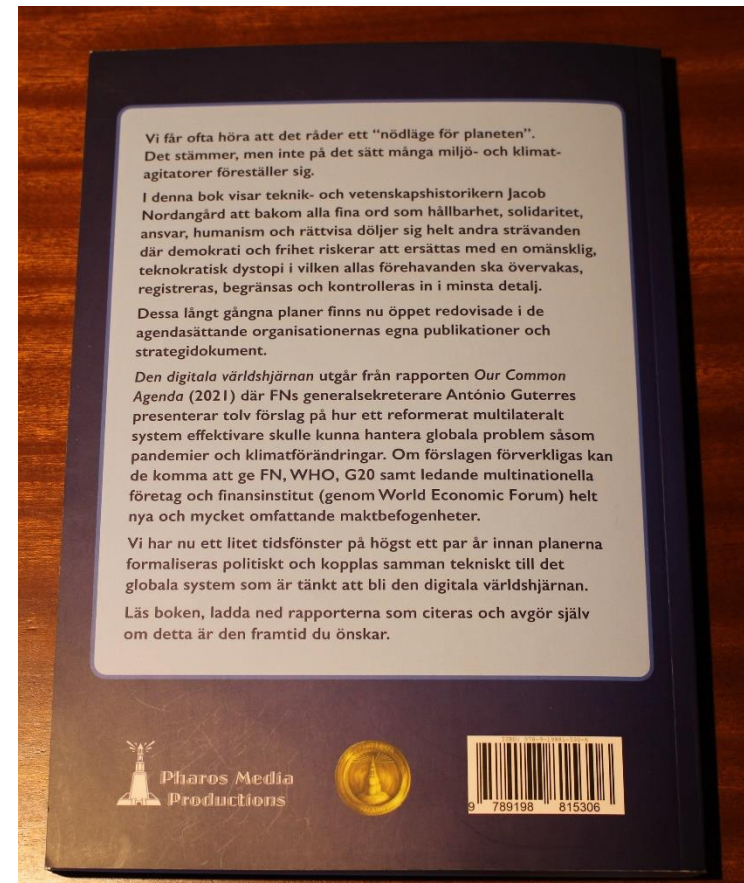 Vi får ofta höra att det råder ett "nödläge för planeten".
Det stämmer, men inte på det sätt många miljö- och klimat-
agitatorer föreställer sig.
I denna bok visar teknik- och vetenskapshistorikern Jacob
Nordangård att bakom alla fina ord som hållbarhet, solidaritet,
ansvar, humanism och rättvisa döljer sig helt andra strävanden
där demokrati och frihet riskerar att ersättas med en omänsklig,
teknokratisk dystopi i vilken allas förehavanden ska övervakas,
registreras, begränsas och kontrolleras in i minsta detalj.
Dessa långt gångna planer finns nu öppet redovisade i de
agendasättande organisationernas egna publikationer och
strategidokument.
Den digitala världshjärnan utgår från rapporten Our Common
Agenda (2021) där FNs generalsekreterare António Guterres
presenterar tolv förslag på hur ett reformerat multilateralt
system effektivare skulle kunna hantera globala problem såsom
pandemier och klimatförändringar. Om förslagen förverkligas kan
de komma att ge FN, WHO, G20 samt ledande multinationella
företag och finansinstitut (genom World Economic Forum) helt
nya och mycket omfattande maktbefogenheter.
Vi har nu ett litet tidsfönster på högst ett par år innan planerna
formaliseras politiskt och kopplas samman tekniskt till det
globala system som är tänkt att bli den digitala världshjärnan.
Läs boken, ladda ned rapporterna som citeras och avgör själv
om detta är den framtid du önskar.
Pharos Media
Productions
9 789198 815306